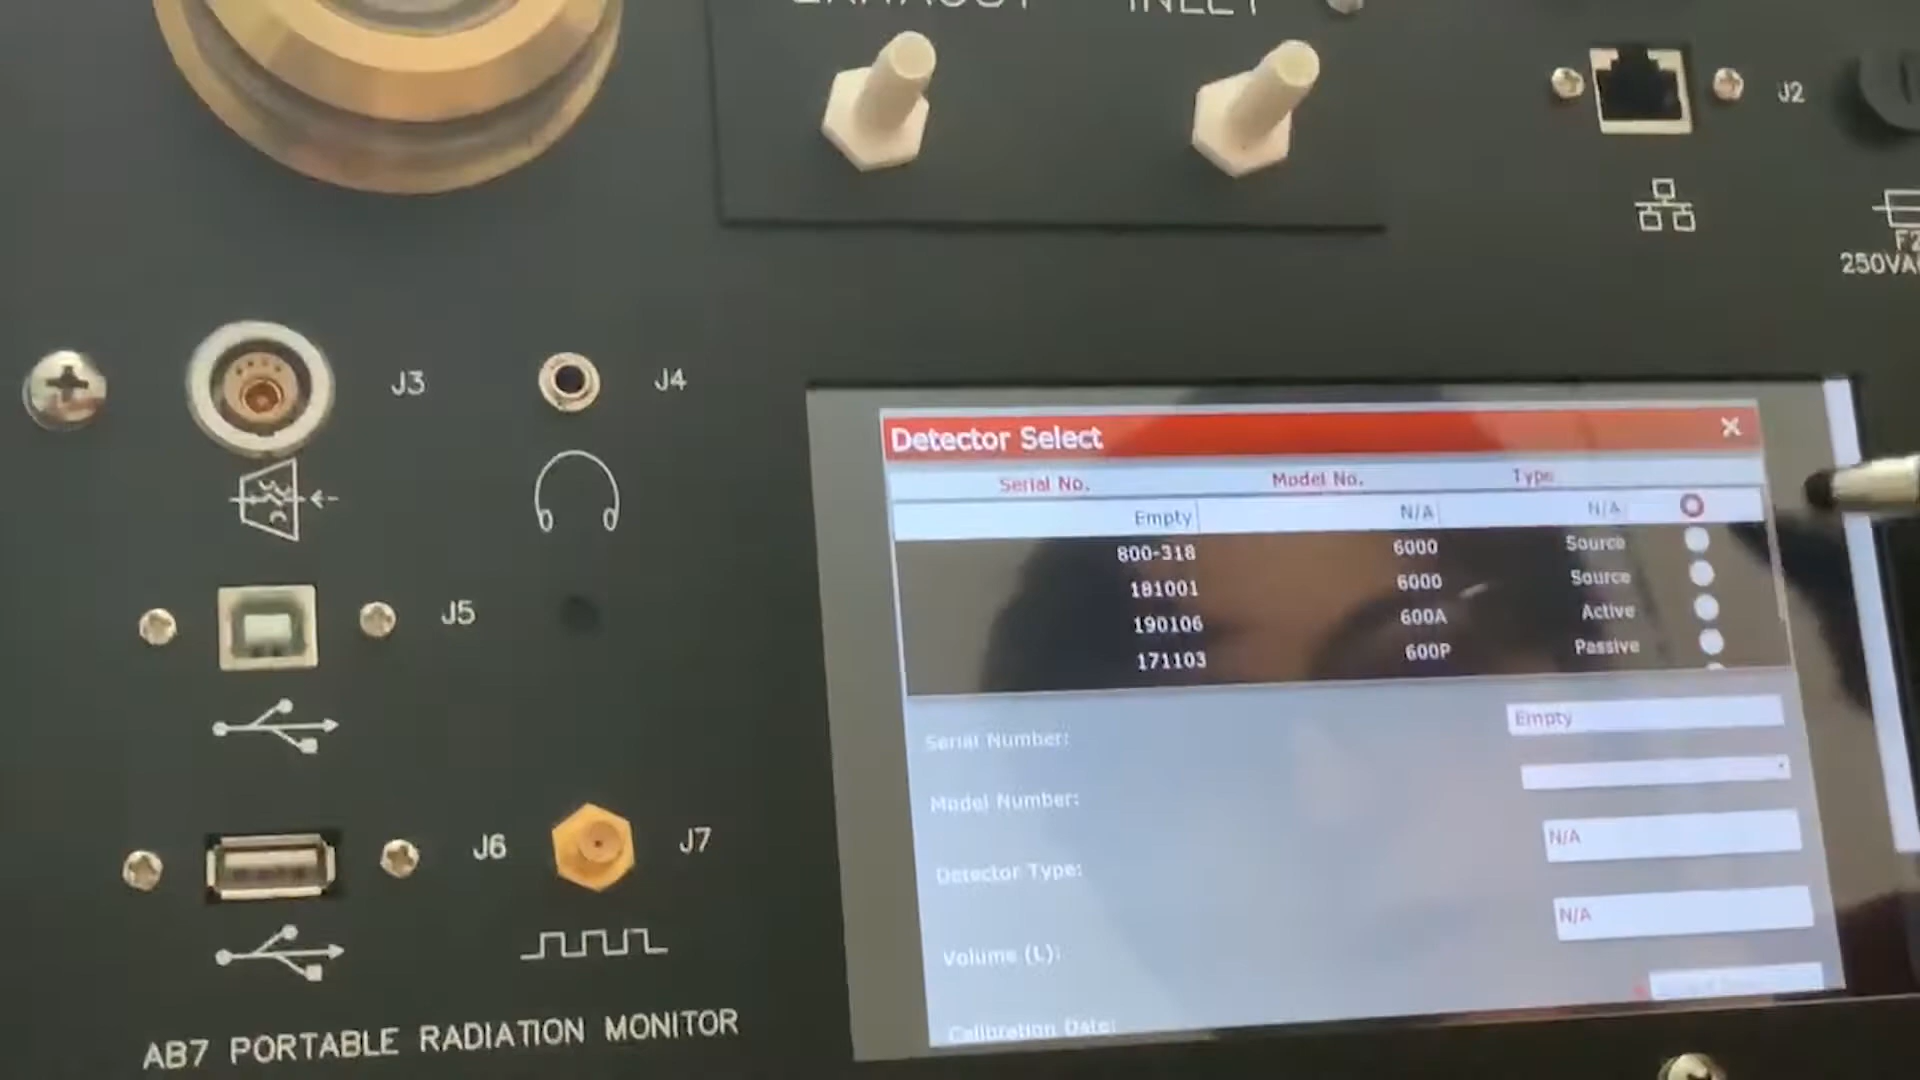 EXHAUST INLET
J2
F2
J3
J4
J5
J6
J7
AB7 PORTABLE RADIATION MONITOR
Detector Select
Serial No. Model No. Type
Empty N/A N/A
800-318 6000 Source
181001 6000 Source
190106 600A Active
171103 600P Passive
Serial Number: Empty
Model Number:
Detector Type: N/A
Volume (L): N/A
Calibration Date: